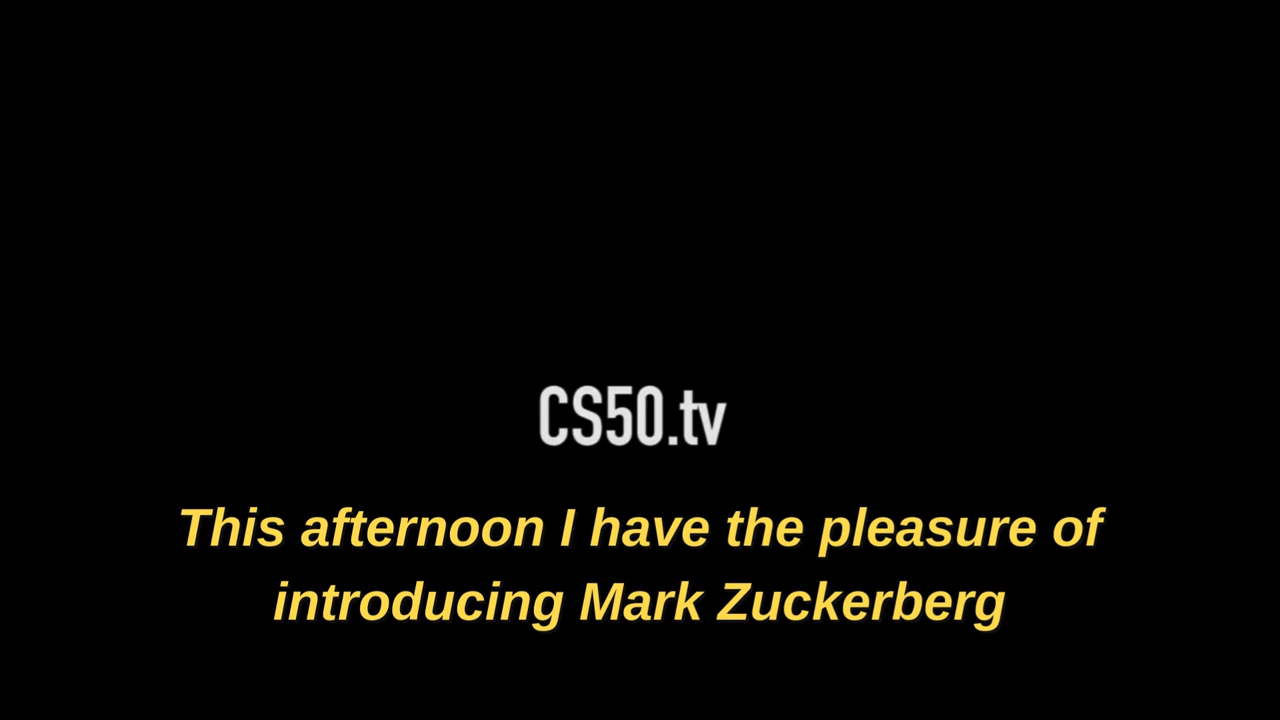 CS50.tv
This afternoon I have the pleasure of
introducing Mark Zuckerberg